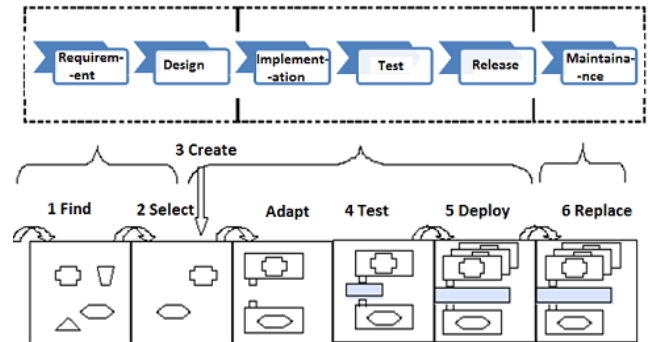 Requirem-
-ent
Design
Implement-
-ation
Test
Release
Maintaina-
-nce
3 Create
1 Find
2 Select
Adapt
4 Test
5 Deploy
6 Replace